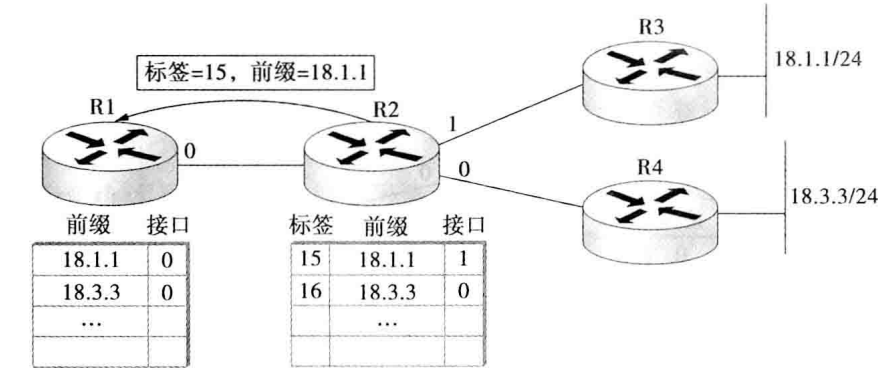 R3
18.1.1/24
标签=15，前缀=18.1.1
R1
R2
1
0
0
R4
18.3.3/24
前缀 接口
18.1.1 0
18.3.3 0
…
标签 前缀 接口
15 18.1.1 1
16 18.3.3 0
…